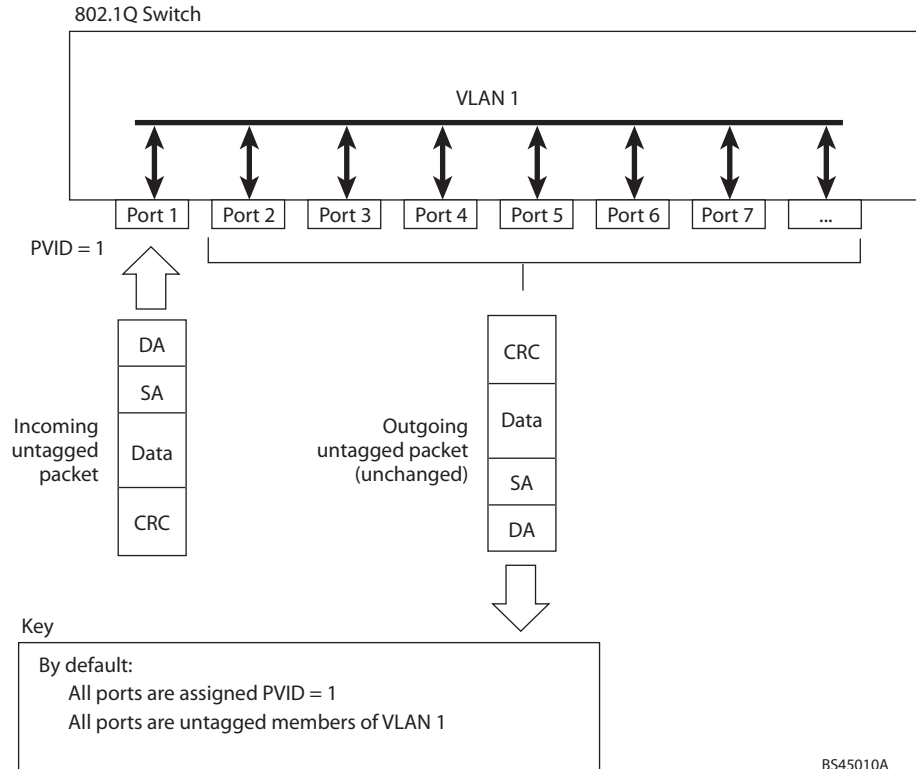 802.1Q Switch
VLAN 1
Port 1
Port 2
Port 3
Port 4
Port 5
Port 6
Port 7
...
PVID = 1
Incoming
untagged
packet
DA
SA
Data
CRC
Outgoing
untagged packet
(unchanged)
CRC
Data
SA
DA
Key
By default:
All ports are assigned PVID = 1
All ports are untagged members of VLAN 1
BS45010A